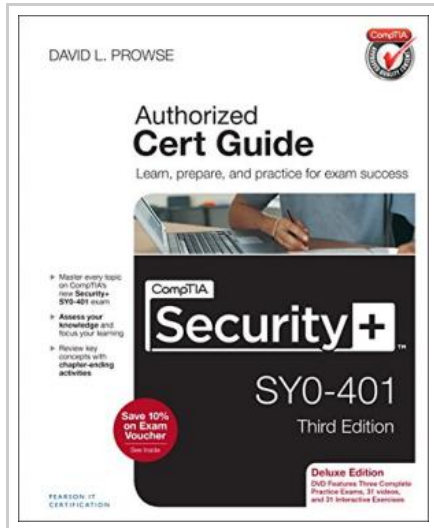 DAVID L. PROWSE
CompTIA
Authorized
Cert Guide
Learn, prepare, and practice for exam success
Master every topic
on CompTIA's
new Security+
SY0-401 exam
Assess your
knowledge and
focus your learning
Review key
concepts with
chapter-ending
activities
CompTIA
Security+™
SY0-401
Third Edition
Save 10%
on Exam
Voucher
See Inside
Deluxe Edition
DVD Features Three Complete
Practice Exams, 31 videos,
and 31 Interactive Exercises
PEARSON IT
CERTIFICATION